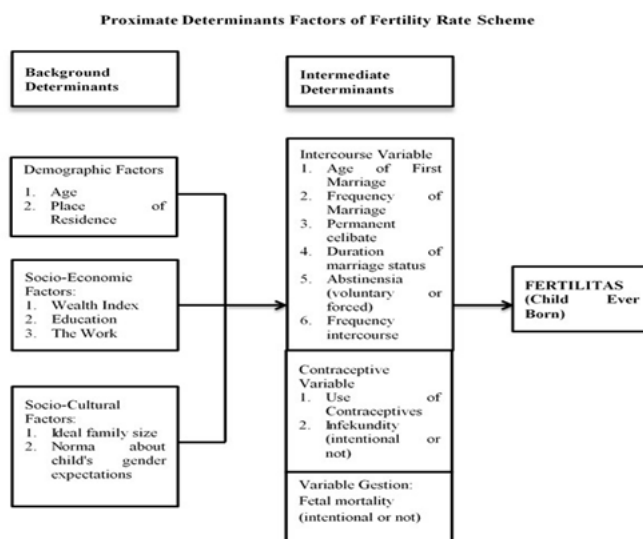 Proximate Determinants Factors of Fertility Rate Scheme
Background
Determinants
Intermediate
Determinants
Demographic Factors
1. Age
2. Place of
Residence
Socio-Economic
Factors:
1. Wealth Index
2. Education
3. The Work
Socio-Cultural
Factors:
1. Ideal family size
2. Norma about
child's gender
expectations
Intercourse Variable
1. Age of First
Marriage
2. Frequency of
Marriage
3. Permanent
celibate
4. Duration of
marriage status
5. Abstinensia
(voluntary or
forced)
6. Frequency
intercourse
Contraceptive
Variable
1. Use of
Contraceptives
2. Infekundity
(intentional or
not)
Variable Gestion:
Fetal mortality
(intentional or not)
FERTILITAS
(Child Ever
Born)